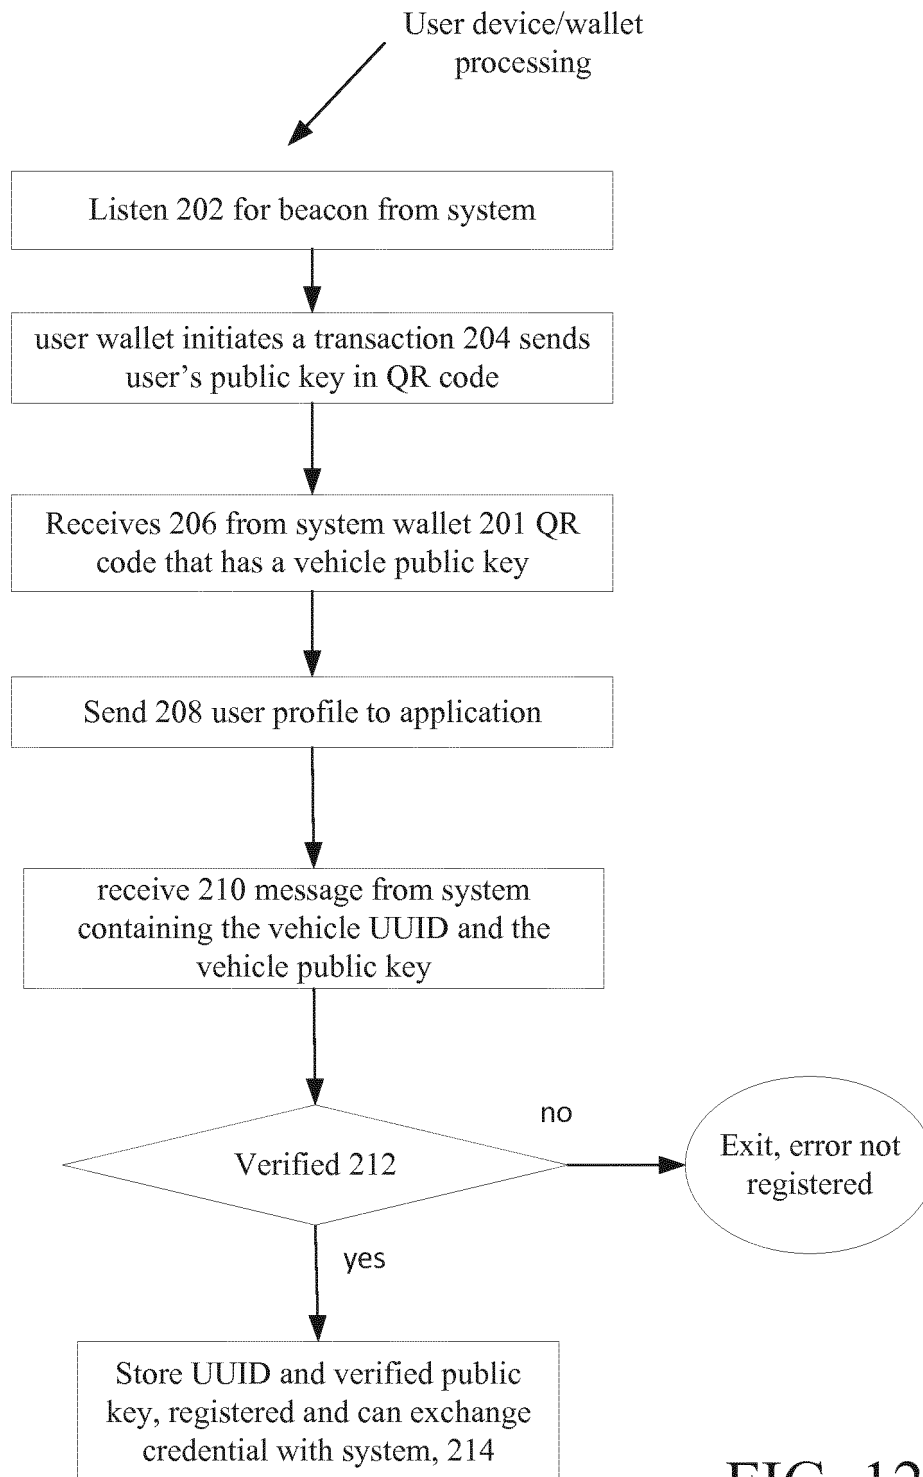 User device/wallet
processing
Listen 202 for beacon from system
user wallet initiates a transaction 204 sends
user’s public key in QR code
Receives 206 from system wallet 201 QR
code that has a vehicle public key
Send 208 user profile to application
receive 210 message from system
containing the vehicle UUID and the
vehicle public key
no
Verified 212
Exit, error not
registered
yes
Store UUID and verified public
key, registered and can exchange
credential with system, 214
FIG. 12